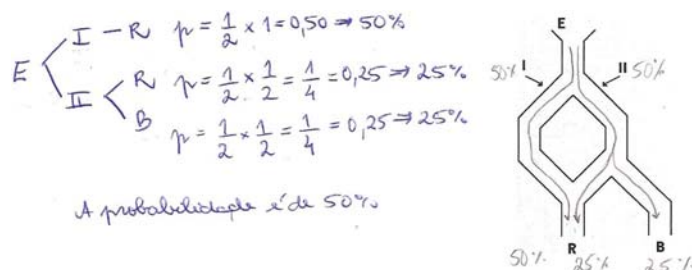 I — R   p = 1/2 × 1 = 0,50 ⇒ 50%
E
II
R   p = 1/2 × 1/2 = 1/4 = 0,25 ⇒ 25%
B   p = 1/2 × 1/2 = 1/4 = 0,25 ⇒ 25%
A probabilidade é de 50%
E
50% I II 50%
R B
50% 25% 25%